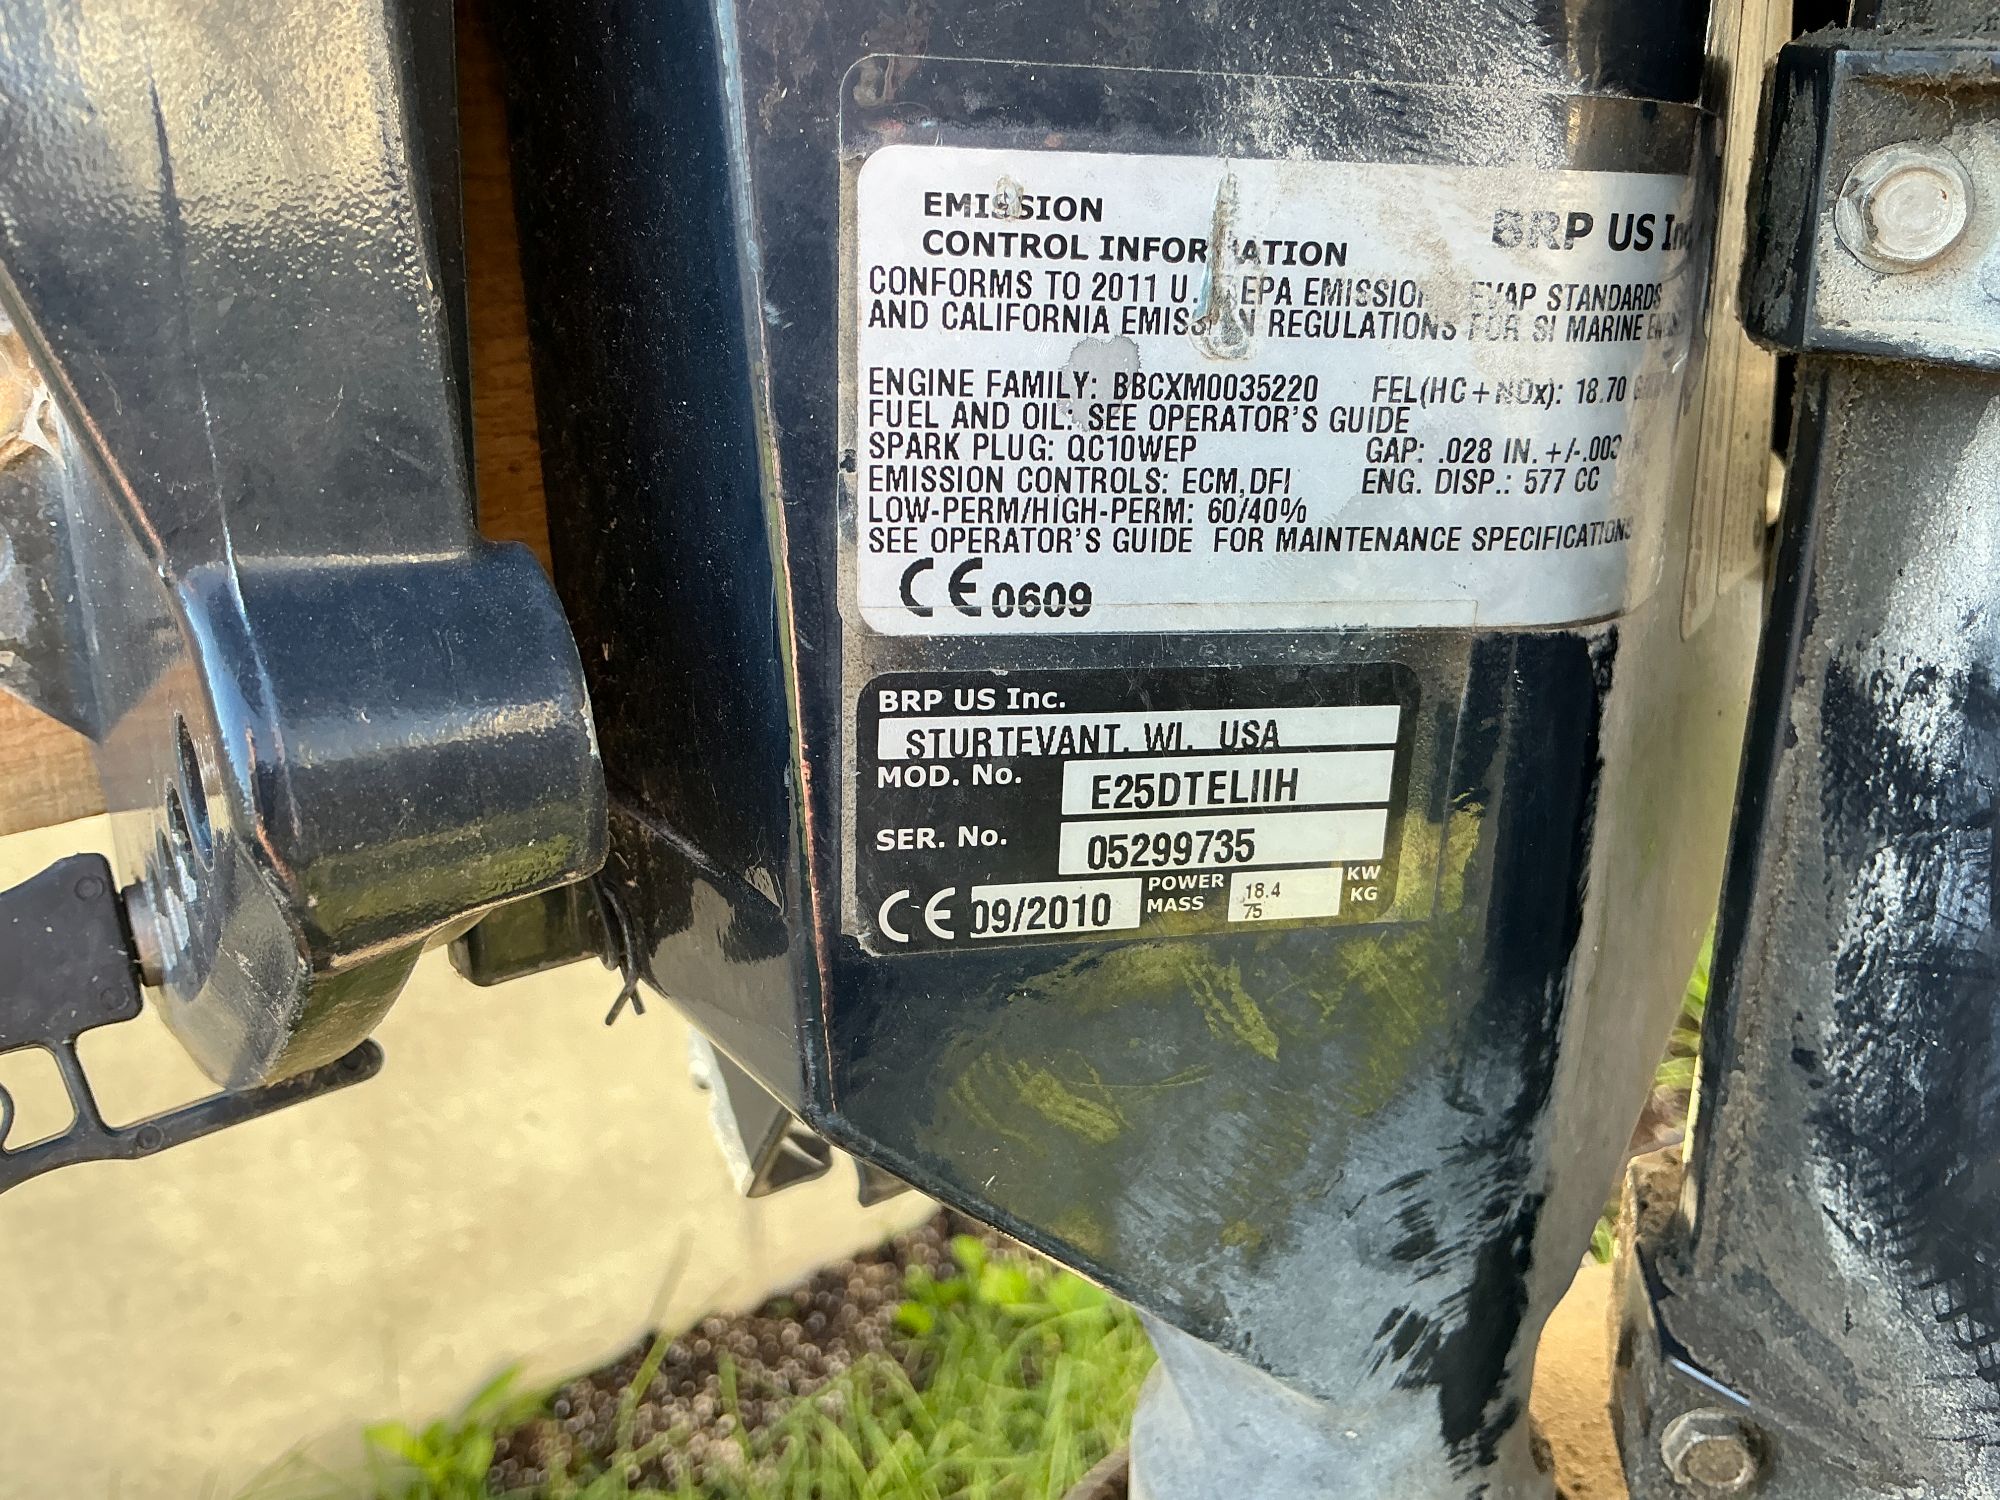 EMISSION
CONTROL INFORMATION
BRP US Inc
CONFORMS TO 2011 U. EPA EMISSION EVAP STANDARDS
AND CALIFORNIA EMISSION REGULATIONS FOR SI MARINE
ENGINE FAMILY: BBCXM0035220 FEL(HC+NOx): 18.70
FUEL AND OIL: SEE OPERATOR'S GUIDE
SPARK PLUG: QC10WEP GAP: .028 IN. +/-.003
EMISSION CONTROLS: ECM, DFI ENG. DISP.: 577 CC
LOW-PERM/HIGH-PERM: 60/40%
SEE OPERATOR'S GUIDE FOR MAINTENANCE SPECIFICATIONS
CE 0609
BRP US Inc.
STURTEVANT, WI. USA
MOD. No. E25DTELIIH
SER. No. 05299735
CE 09/2010 POWER 18.4 KW
MASS 75 KG